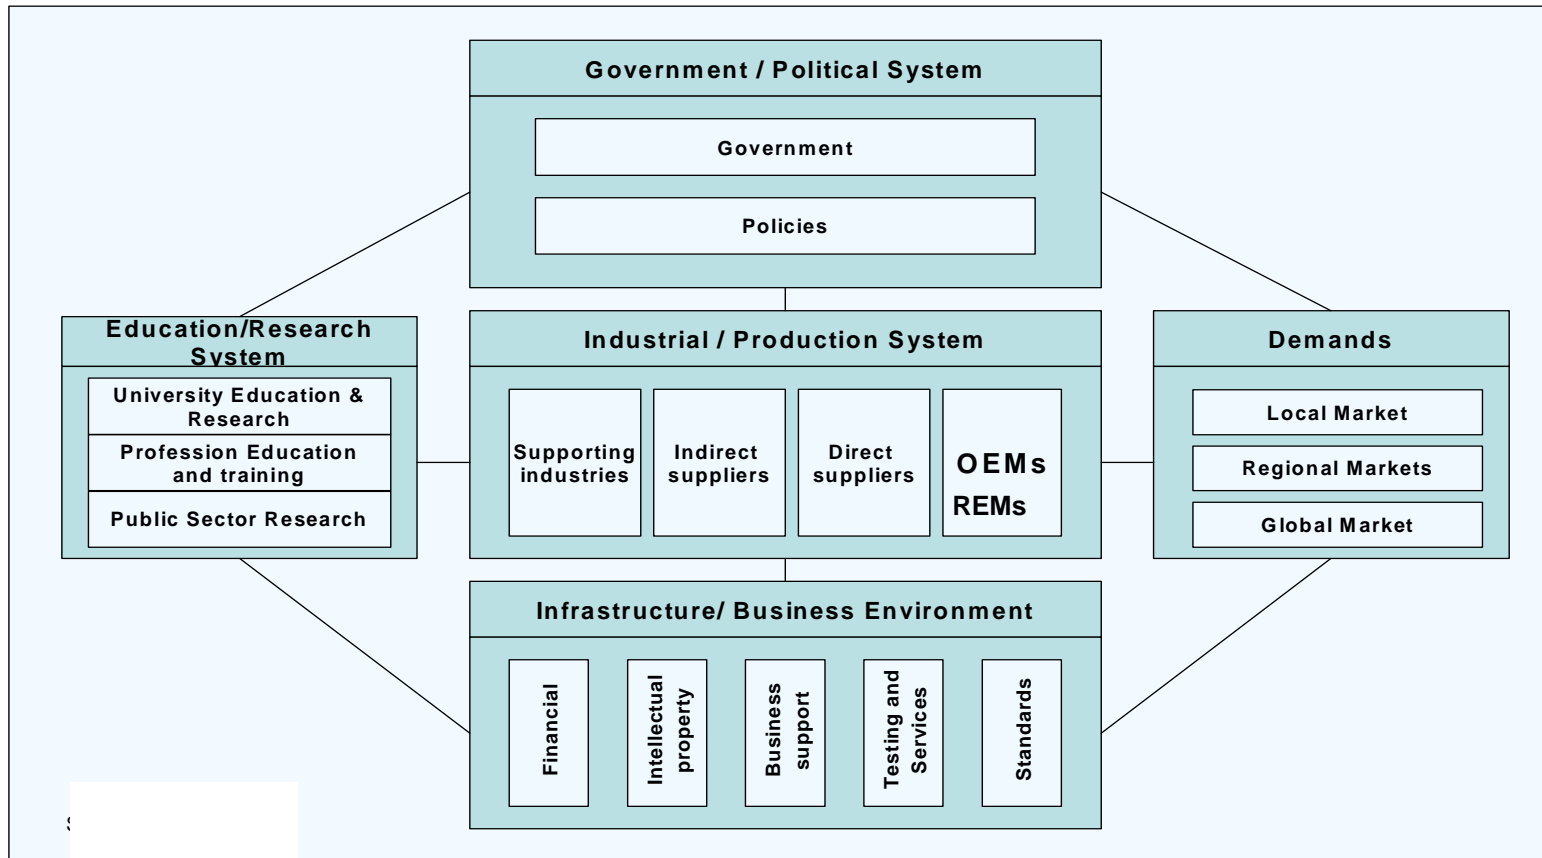 Government / Political System
Government
Policies
Education/Research
System
University Education &
Research
Profession Education
and training
Public Sector Research
Industrial / Production System
Supporting
industries
Indirect
suppliers
Direct
suppliers
OEMs
REMs
Demands
Local Market
Regional Markets
Global Market
Infrastructure/ Business Environment
Financial
Intellectual
property
Business
support
Testing and
Services
Standards